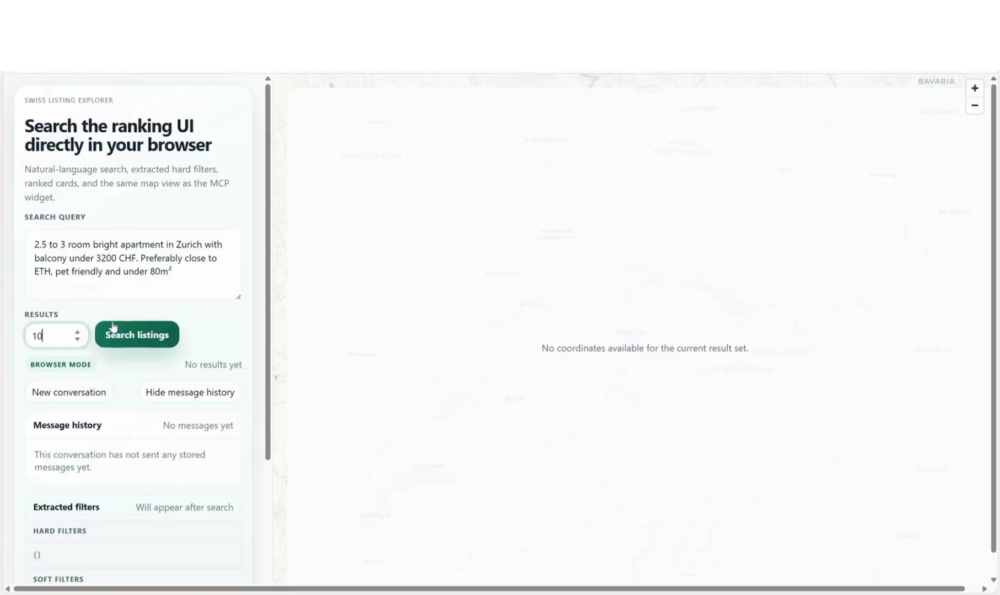 SWISS LISTING EXPLORER
Search the ranking UI
directly in your browser
Natural-language search, extracted hard filters,
ranked cards, and the same map view as the MCP
widget.
SEARCH QUERY
2.5 to 3 room bright apartment in Zurich with
balcony under 3200 CHF. Preferably close to
ETH, pet friendly and under 80m²
RESULTS
10
Search listings
BROWSER MODE
No results yet
New conversation
Hide message history
Message history
No messages yet
This conversation has not sent any stored
messages yet.
Extracted filters
Will appear after search
HARD FILTERS
{}
SOFT FILTERS
BAVARIA
+
−
STUTTGART
NANCY
STRASBOURG
BADEN-
WÜRTTEMBERG
ULM
MUNICH
BASEL
ZURICH
No coordinates available for the current result set.
VORARLBERG
INNSBRUCK
LIECHTENSTEIN
Y
BERN
LAUSANNE
GENEVA